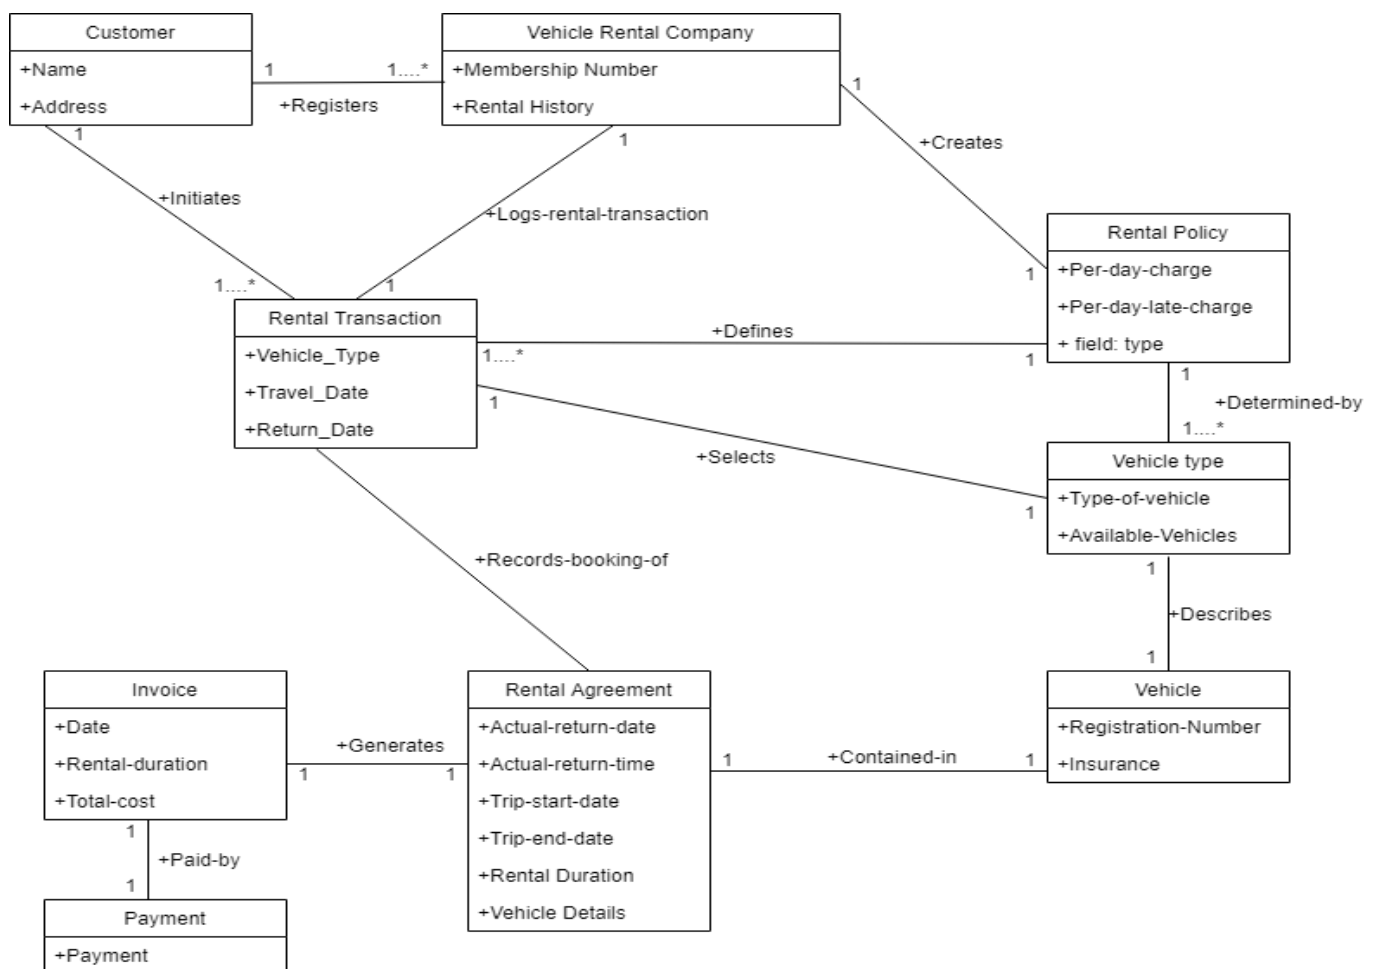 Customer
+Name
+Address
Vehicle Rental Company
+Membership Number
+Rental History
1
1....*
+Registers
1
+Creates
1
1
+Initiates
1....*
1
+Logs-rental-transaction
1
Rental Policy
+Per-day-charge
+Per-day-late-charge
+ field: type
Rental Transaction
+Vehicle_Type
+Travel_Date
+Return_Date
+Defines
1....*
1
1
+Determined-by
1....*
1
+Selects
1
Vehicle type
+Type-of-vehicle
+Available-Vehicles
+Records-booking-of
1
+Describes
1
Invoice
+Date
+Rental-duration
+Total-cost
+Generates
1
1
Rental Agreement
+Actual-return-date
+Actual-return-time
+Trip-start-date
+Trip-end-date
+Rental Duration
+Vehicle Details
1
+Contained-in
1
Vehicle
+Registration-Number
+Insurance
1
+Paid-by
1
Payment
+Payment